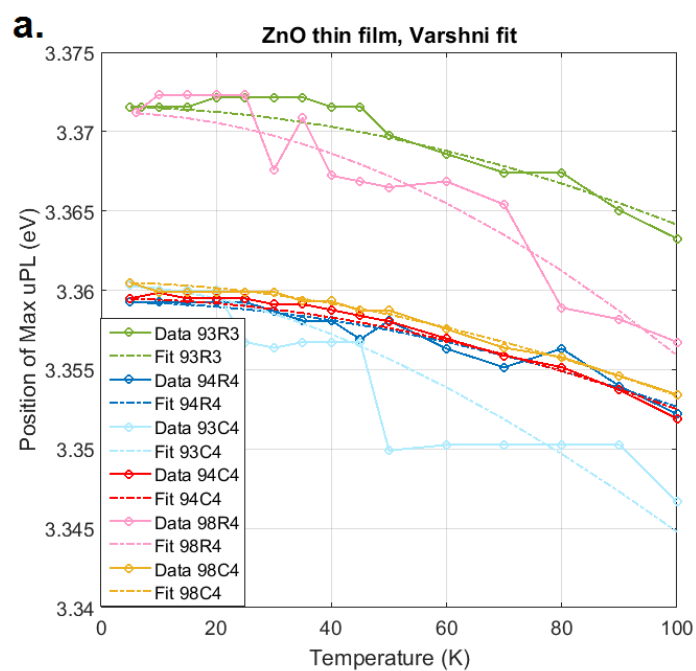 a.
ZnO thin film, Varshni fit
Position of Max uPL (eV)
3.375
3.37
3.365
3.36
3.355
3.35
3.345
3.34
Data 93R3
Fit 93R3
Data 94R4
Fit 94R4
Data 93C4
Fit 93C4
Data 94C4
Fit 94C4
Data 98R4
Fit 98R4
Data 98C4
Fit 98C4
0 20 40 60 80 100
Temperature (K)